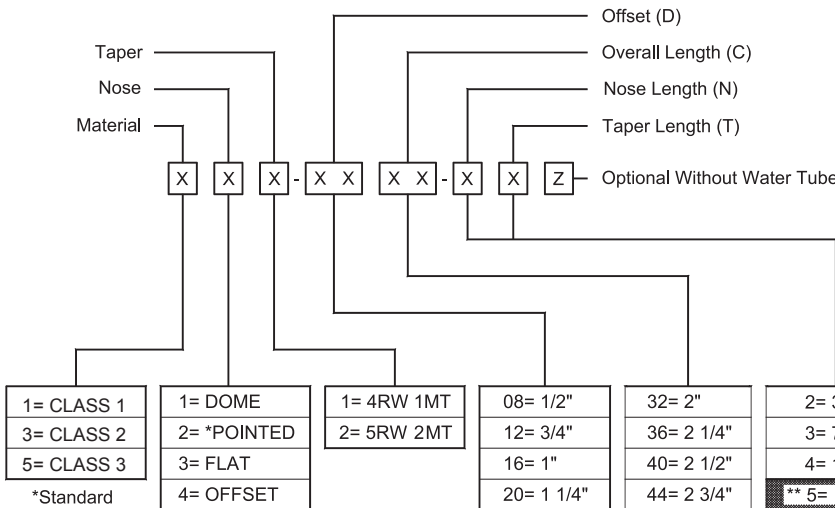 Offset (D)
Taper
Overall Length (C)
Nose
Nose Length (N)
Material
Taper Length (T)
X X X - X X X X - X X Z Optional Without Water Tube
1= CLASS 1
3= CLASS 2
5= CLASS 3
*Standard
1= DOME
2= *POINTED
3= FLAT
4= OFFSET
1= 4RW 1MT
2= 5RW 2MT
08= 1/2"
12= 3/4"
16= 1"
20= 1 1/4"
32= 2"
36= 2 1/4"
40= 2 1/2"
44= 2 3/4"
2=
3=
4=
** 5=